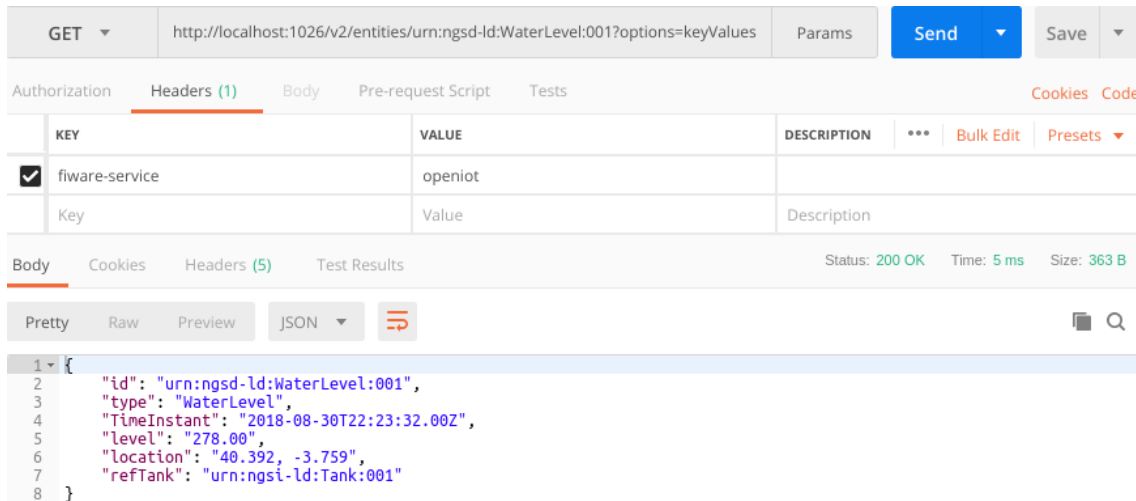 GET http://localhost:1026/v2/entities/urn:ngsd-ld:WaterLevel:001?options=keyValues Params Send Save
Authorization Headers (1) Body Pre-request Script Tests Cookies Code
KEY VALUE DESCRIPTION ••• Bulk Edit Presets
fiware-service openiot
Key Value Description
Body Cookies Headers (5) Test Results Status: 200 OK Time: 5 ms Size: 363 B
Pretty Raw Preview JSON
1 {
2 "id": "urn:ngsd-ld:WaterLevel:001",
3 "type": "WaterLevel",
4 "TimeInstant": "2018-08-30T22:23:32.00Z",
5 "level": "278.00",
6 "location": "40.392, -3.759",
7 "refTank": "urn:ngsi-ld:Tank:001"
8 }